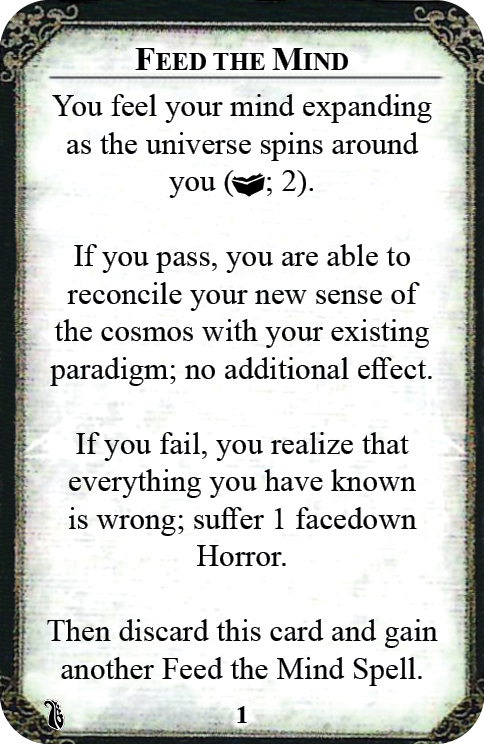 FEED THE MIND
You feel your mind expanding
as the universe spins around
you (; 2).
If you pass, you are able to
reconcile your new sense of
the cosmos with your existing
paradigm; no additional effect.
If you fail, you realize that
everything you have known
is wrong; suffer 1 facedown
Horror.
Then discard this card and gain
another Feed the Mind Spell.
1